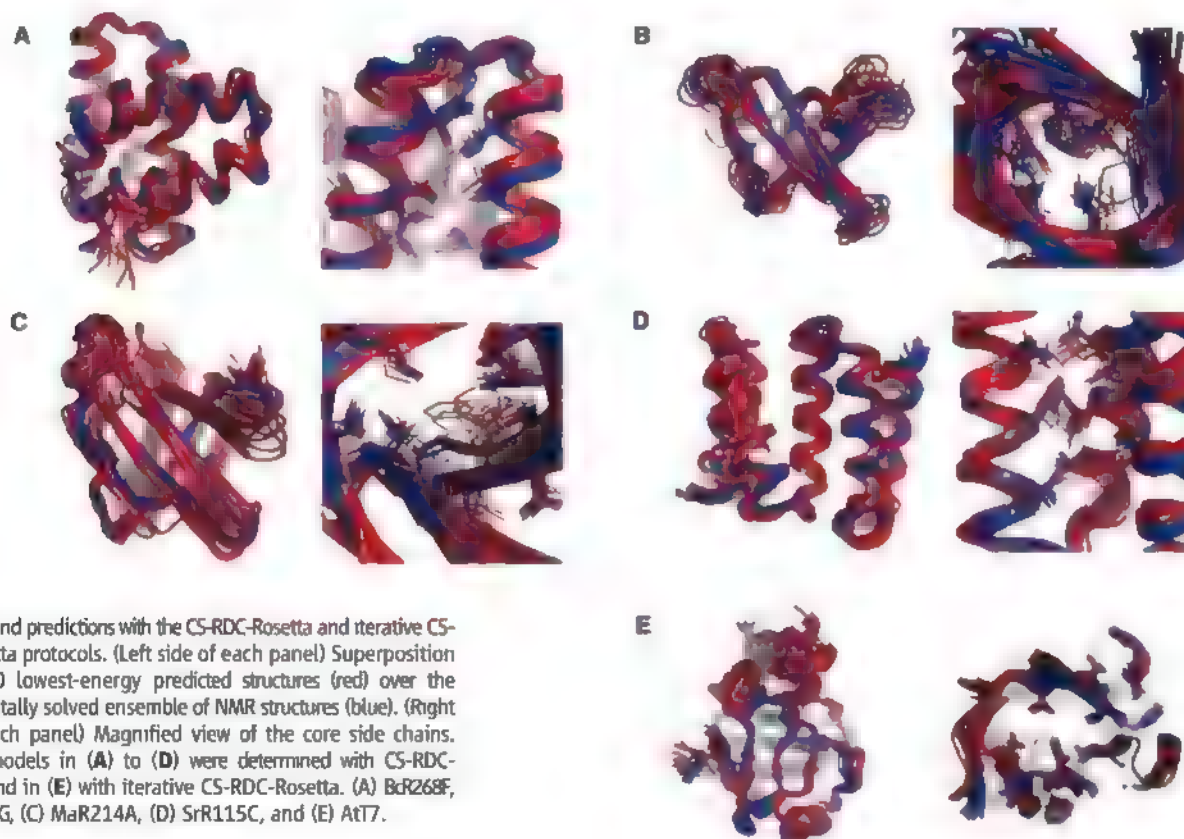 A
B
C
D
E
nd predictions with the CS-RDC-Rosetta and iterative CS-
ta protocols. (Left side of each panel) Superposition
0 lowest-energy predicted structures (red) over the
tally solved ensemble of NMR structures (blue). (Right
ch panel) Magnified view of the core side chains.
odels in (A) to (D) were determined with CS-RDC-
nd in (E) with iterative CS-RDC-Rosetta. (A) BcR268F,
G, (C) MaR214A, (D) SrR115C, and (E) AtT7.